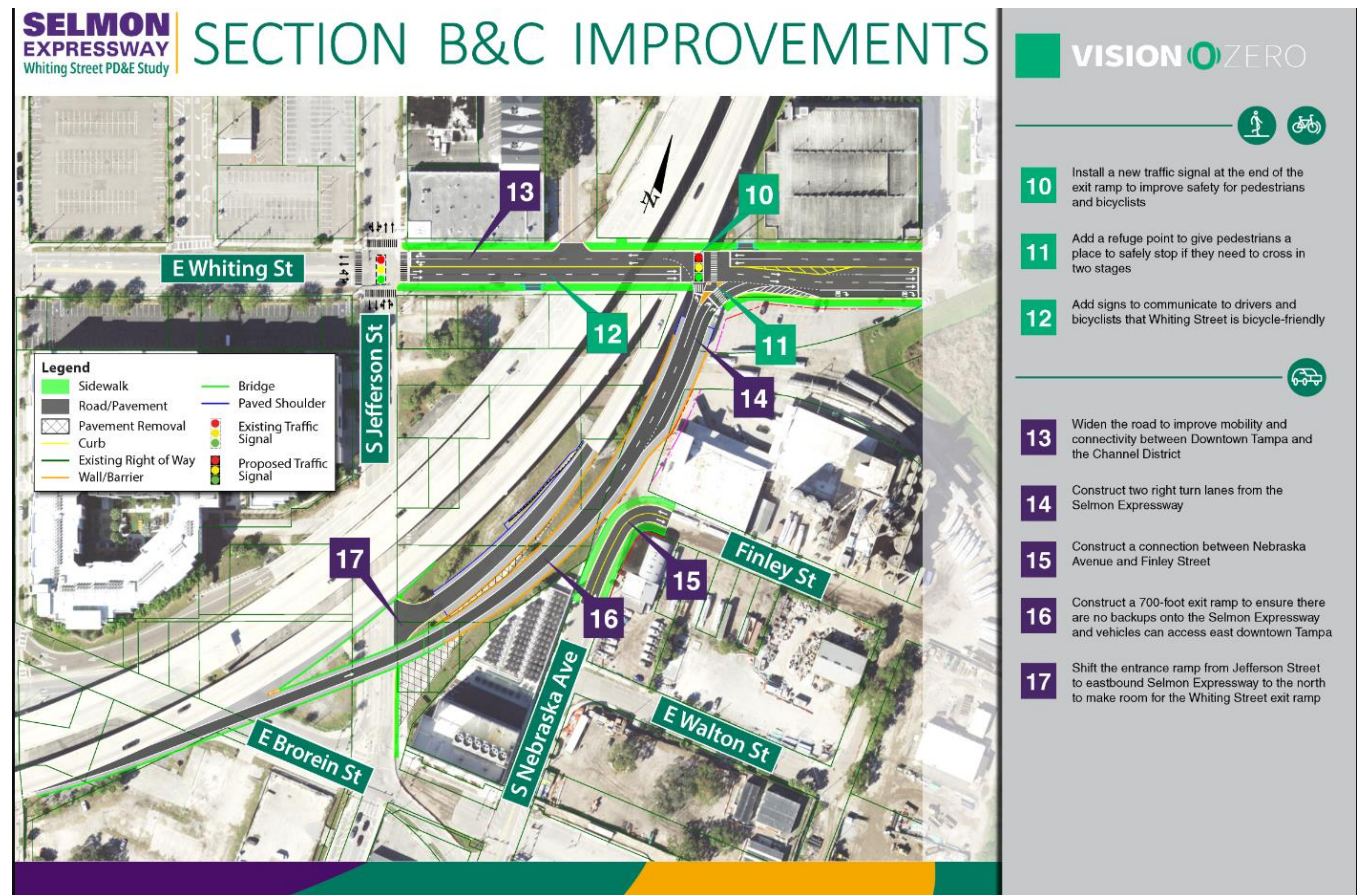 SELMON
EXPRESSWAY
Whiting Street PD&E Study
SECTION B&C IMPROVEMENTS
VISION 0 ZERO
N
13
10
E Whiting St
12
11
S Jefferson St
Legend
Sidewalk
Road/Pavement
Pavement Removal
Curb
Existing Right of Way
Wall/Barrier
Bridge
Paved Shoulder
Existing Traffic
Signal
Proposed Traffic
Signal
14
17
15
16
Finley St
S Nebraska Ave
E Walton St
E Brorein St
10
Install a new traffic signal at the end of the
exit ramp to improve safety for pedestrians
and bicyclists
11
Add a refuge point to give pedestrians a
place to safely stop if they need to cross in
two stages
12
Add signs to communicate to drivers and
bicyclists that Whiting Street is bicycle-friendly
13
Widen the road to improve mobility and
connectivity between Downtown Tampa and
the Channel District
14
Construct two right turn lanes from the
Selmon Expressway
15
Construct a connection between Nebraska
Avenue and Finley Street
16
Construct a 700-foot exit ramp to ensure there
are no backups onto the Selmon Expressway
and vehicles can access east downtown Tampa
17
Shift the entrance ramp from Jefferson Street
to eastbound Selmon Expressway to the north
to make room for the Whiting Street exit ramp